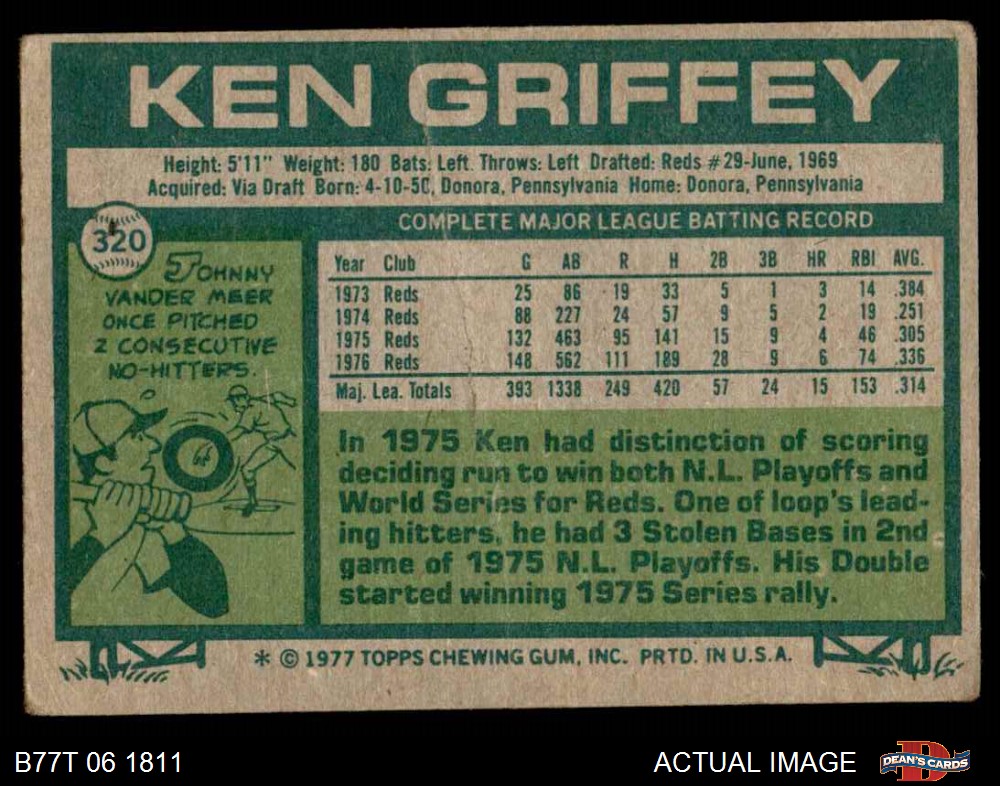 KEN GRIFFEY
Height: 5'11" Weight: 180 Bats: Left Throws: Left Drafted: Reds #29-June, 1969
Acquired: Via Draft Born: 4-10-50, Donora, Pennsylvania Home: Donora, Pennsylvania
320
COMPLETE MAJOR LEAGUE BATTING RECORD
Year Club G AB R H 2B 3B HR RBI AVG.
1973 Reds 25 86 19 33 5 1 3 14 .384
1974 Reds 88 227 24 57 9 5 2 19 .251
1975 Reds 132 463 95 141 15 9 4 46 .305
1976 Reds 148 562 111 189 28 9 6 74 .336
Maj. Lea. Totals 393 1338 249 420 57 24 15 153 .314
JOHNNY
VANDER MEER
ONCE PITCHED
2 CONSECUTIVE
NO-HITTERS.
In 1975 Ken had distinction of scoring
deciding run to win both N.L. Playoffs and
World Series for Reds. One of loop's lead-
ing hitters, he had 3 Stolen Bases in 2nd
game of 1975 N.L. Playoffs. His Double
started winning 1975 Series rally.
* © 1977 TOPPS CHEWING GUM, INC. PRTD. IN U.S.A.
B77T 06 1811
ACTUAL IMAGE
D
DEAN'S CARDS